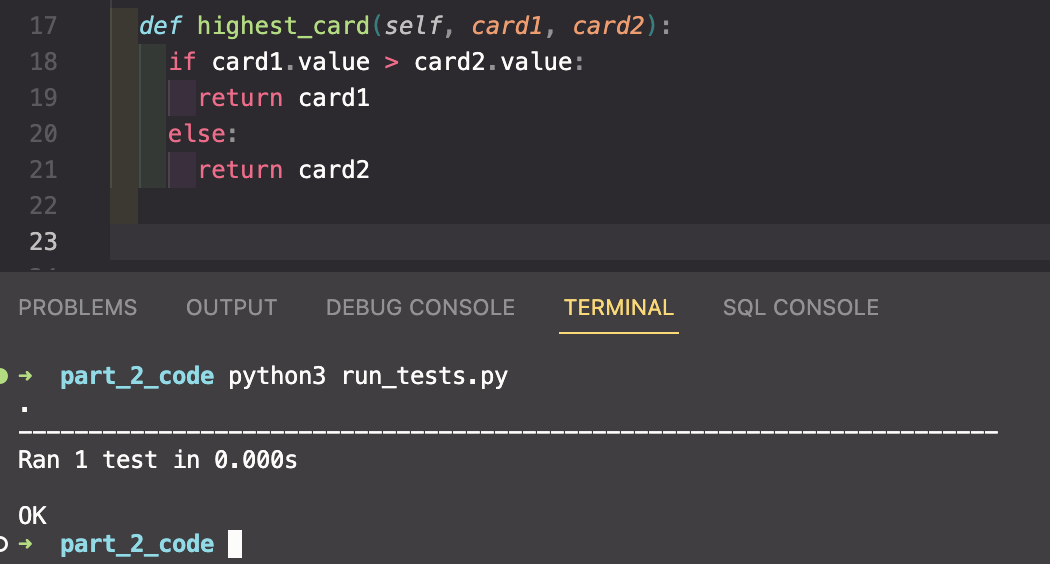 17 def highest_card(self, card1, card2):
18 if card1.value > card2.value:
19 return card1
20 else:
21 return card2
22
23
PROBLEMS OUTPUT DEBUG CONSOLE TERMINAL SQL CONSOLE
➜ part_2_code python3 run_tests.py
.
----------------------------------------------------------------------
Ran 1 test in 0.000s
OK
➜ part_2_code